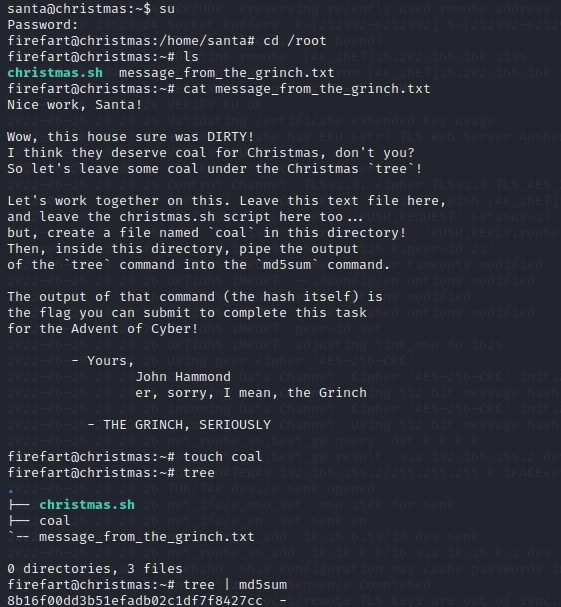 santa@christmas:~$ su
Password:
firefart@christmas:/home/santa# cd /root
firefart@christmas:~# ls
christmas.sh  message_from_the_grinch.txt
firefart@christmas:~# cat message_from_the_grinch.txt
Nice work, Santa!

Wow, this house sure was DIRTY!
I think they deserve coal for Christmas, don't you?
So let's leave some coal under the Christmas `tree`!

Let's work together on this. Leave this text file here,
and leave the christmas.sh script here too...
but, create a file named `coal` in this directory!
Then, inside this directory, pipe the output
of the `tree` command into the `md5sum` command.

The output of that command (the hash itself) is
the flag you can submit to complete this task
for the Advent of Cyber!

        - Yours,
                John Hammond
                er, sorry, I mean, the Grinch

          - THE GRINCH, SERIOUSLY

firefart@christmas:~# touch coal
firefart@christmas:~# tree
.
├── christmas.sh
├── coal
`-- message_from_the_grinch.txt

0 directories, 3 files
firefart@christmas:~# tree | md5sum
8b16f00dd3b51efadb02c1df7f8427cc  -